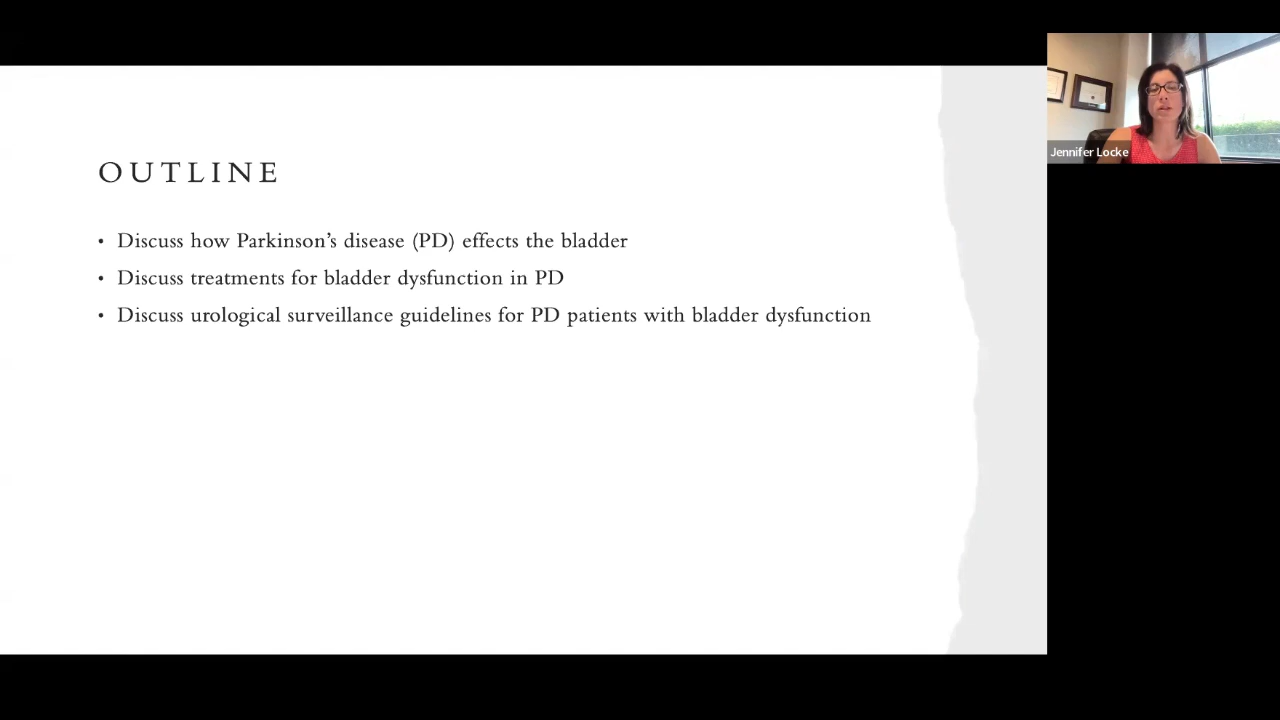 OUTLINE
• Discuss how Parkinson's disease (PD) effects the bladder
• Discuss treatments for bladder dysfunction in PD
• Discuss urological surveillance guidelines for PD patients with bladder dysfunction
Jennifer Locke